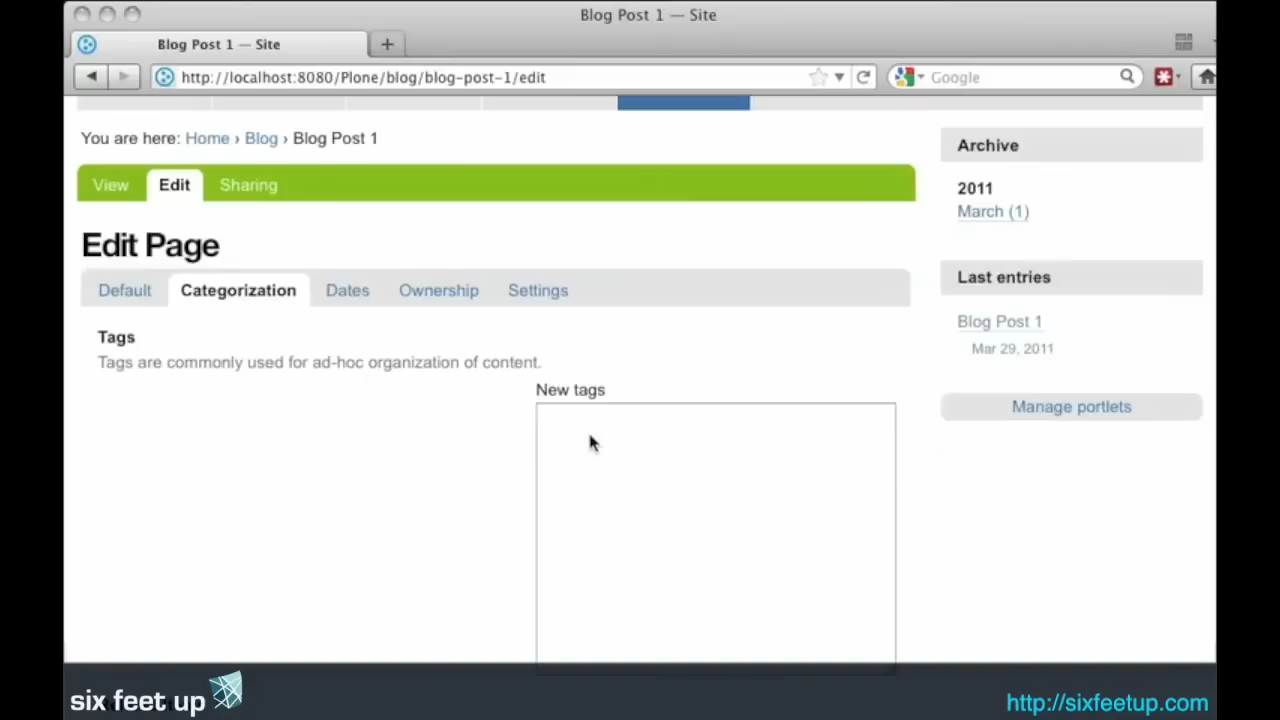 Blog Post 1 — Site
Blog Post 1 — Site
http://localhost:8080/Plone/blog/blog-post-1/edit
Google
You are here: Home › Blog › Blog Post 1
View
Edit
Sharing
Edit Page
Default
Categorization
Dates
Ownership
Settings
Tags
Tags are commonly used for ad-hoc organization of content.
New tags
Archive
2011
March (1)
Last entries
Blog Post 1
Mar 29, 2011
Manage portlets
six feet up
http://sixfeetup.com